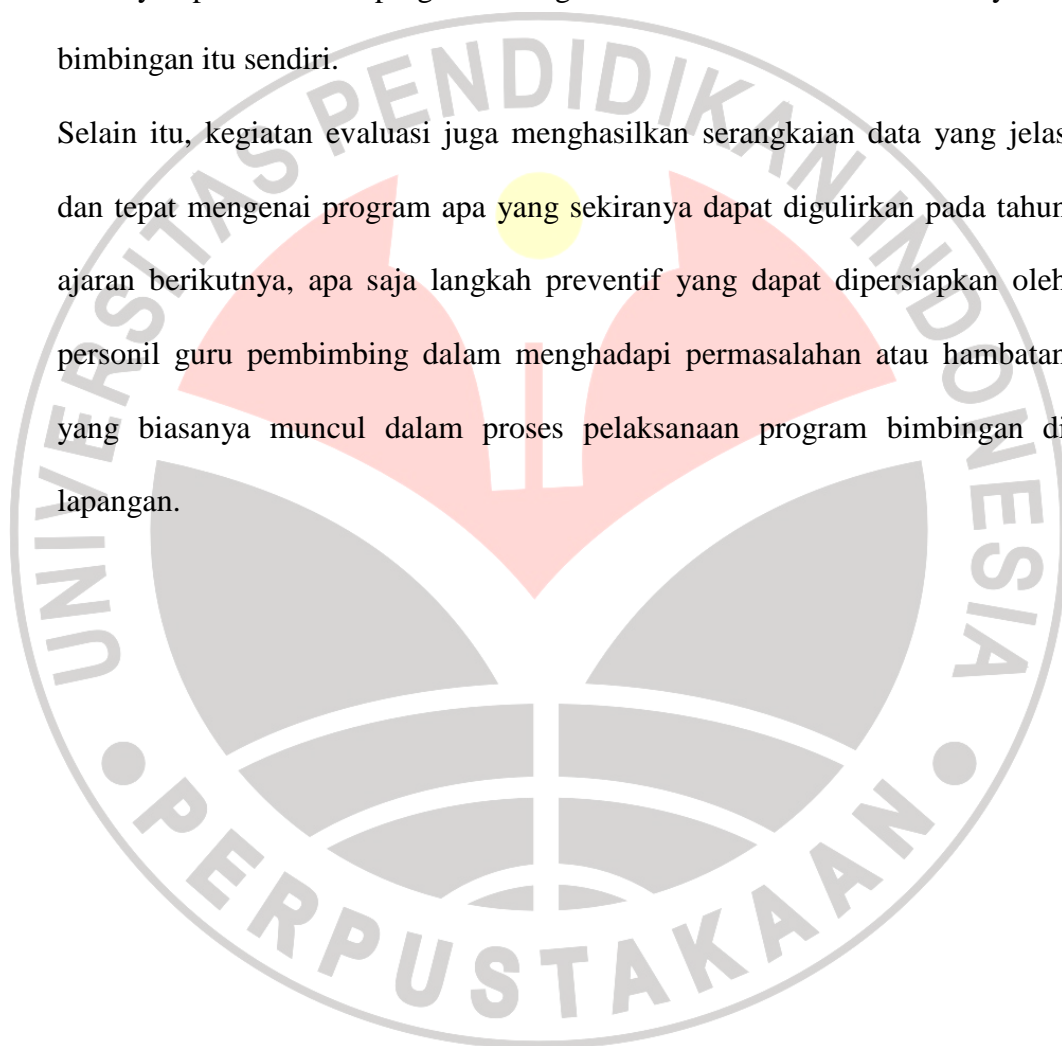 bimbingan itu sendiri.
Selain itu, kegiatan evaluasi juga menghasilkan serangkaian data yang jelas
dan tepat mengenai program apa yang sekiranya dapat digulirkan pada tahun
ajaran berikutnya, apa saja langkah preventif yang dapat dipersiapkan oleh
personil guru pembimbing dalam menghadapi permasalahan atau hambatan
yang biasanya muncul dalam proses pelaksanaan program bimbingan di
lapangan.
UNIVERSITAS PENDIDIKAN INDONESIA
PERPUSTAKAAN